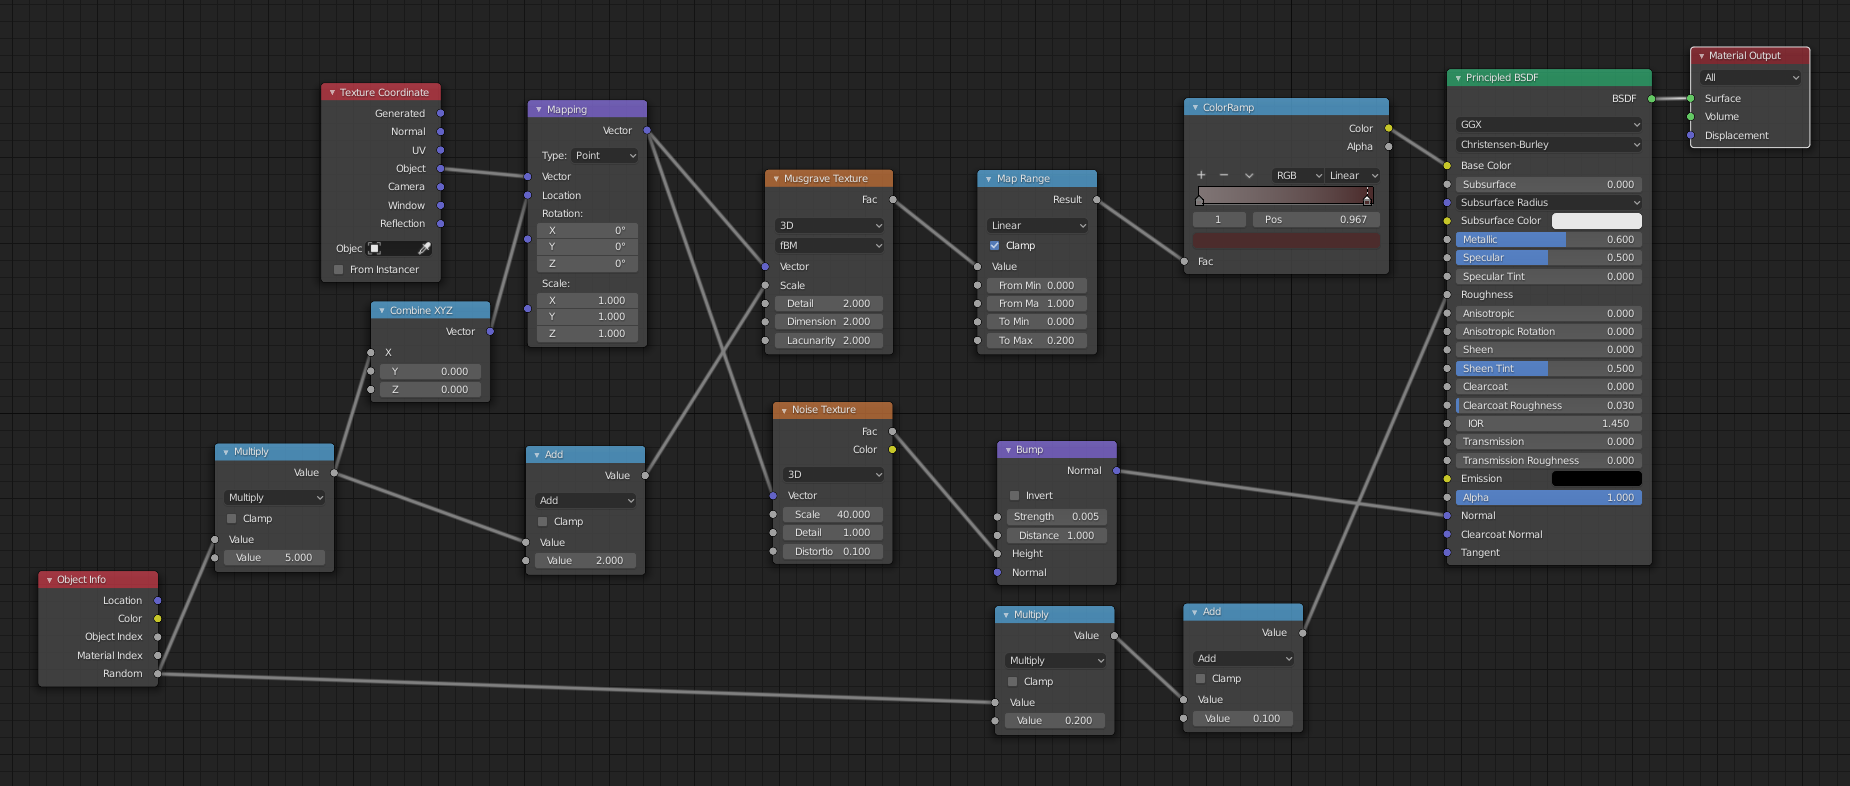 Texture Coordinate
Generated
Normal
UV
Object
Camera
Window
Reflection
Objec
From Instancer
Combine XYZ
Vector
X
Y 0.000
Z 0.000
Multiply
Value
Multiply
Clamp
Value
Value 5.000
Object Info
Location
Color
Object Index
Material Index
Random
Mapping
Vector
Type: Point
Vector
Location
Rotation:
X 0°
Y 0°
Z 0°
Scale:
X 1.000
Y 1.000
Z 1.000
Add
Value
Add
Clamp
Value
Value 2.000
Musgrave Texture
Fac
3D
fBM
Vector
Scale
Detail 2.000
Dimension 2.000
Lacunarity 2.000
Noise Texture
Fac
Color
3D
Vector
Scale 40.000
Detail 1.000
Distortio 0.100
Map Range
Result
Linear
Clamp
Value
From Min 0.000
From Ma 1.000
To Min 0.000
To Max 0.200
Bump
Normal
Invert
Strength 0.005
Distance 1.000
Height
Normal
Multiply
Value
Multiply
Clamp
Value
Value 0.200
Add
Value
Add
Clamp
Value
Value 0.100
ColorRamp
Color
Alpha
RGB Linear
1 Pos 0.967
Fac
Principled BSDF
BSDF
GGX
Christensen-Burley
Base Color
Subsurface 0.000
Subsurface Radius
Subsurface Color
Metallic 0.600
Specular 0.500
Specular Tint 0.000
Roughness
Anisotropic 0.000
Anisotropic Rotation 0.000
Sheen 0.000
Sheen Tint 0.500
Clearcoat 0.000
Clearcoat Roughness 0.030
IOR 1.450
Transmission 0.000
Transmission Roughness 0.000
Emission
Alpha 1.000
Normal
Clearcoat Normal
Tangent
Material Output
All
Surface
Volume
Displacement